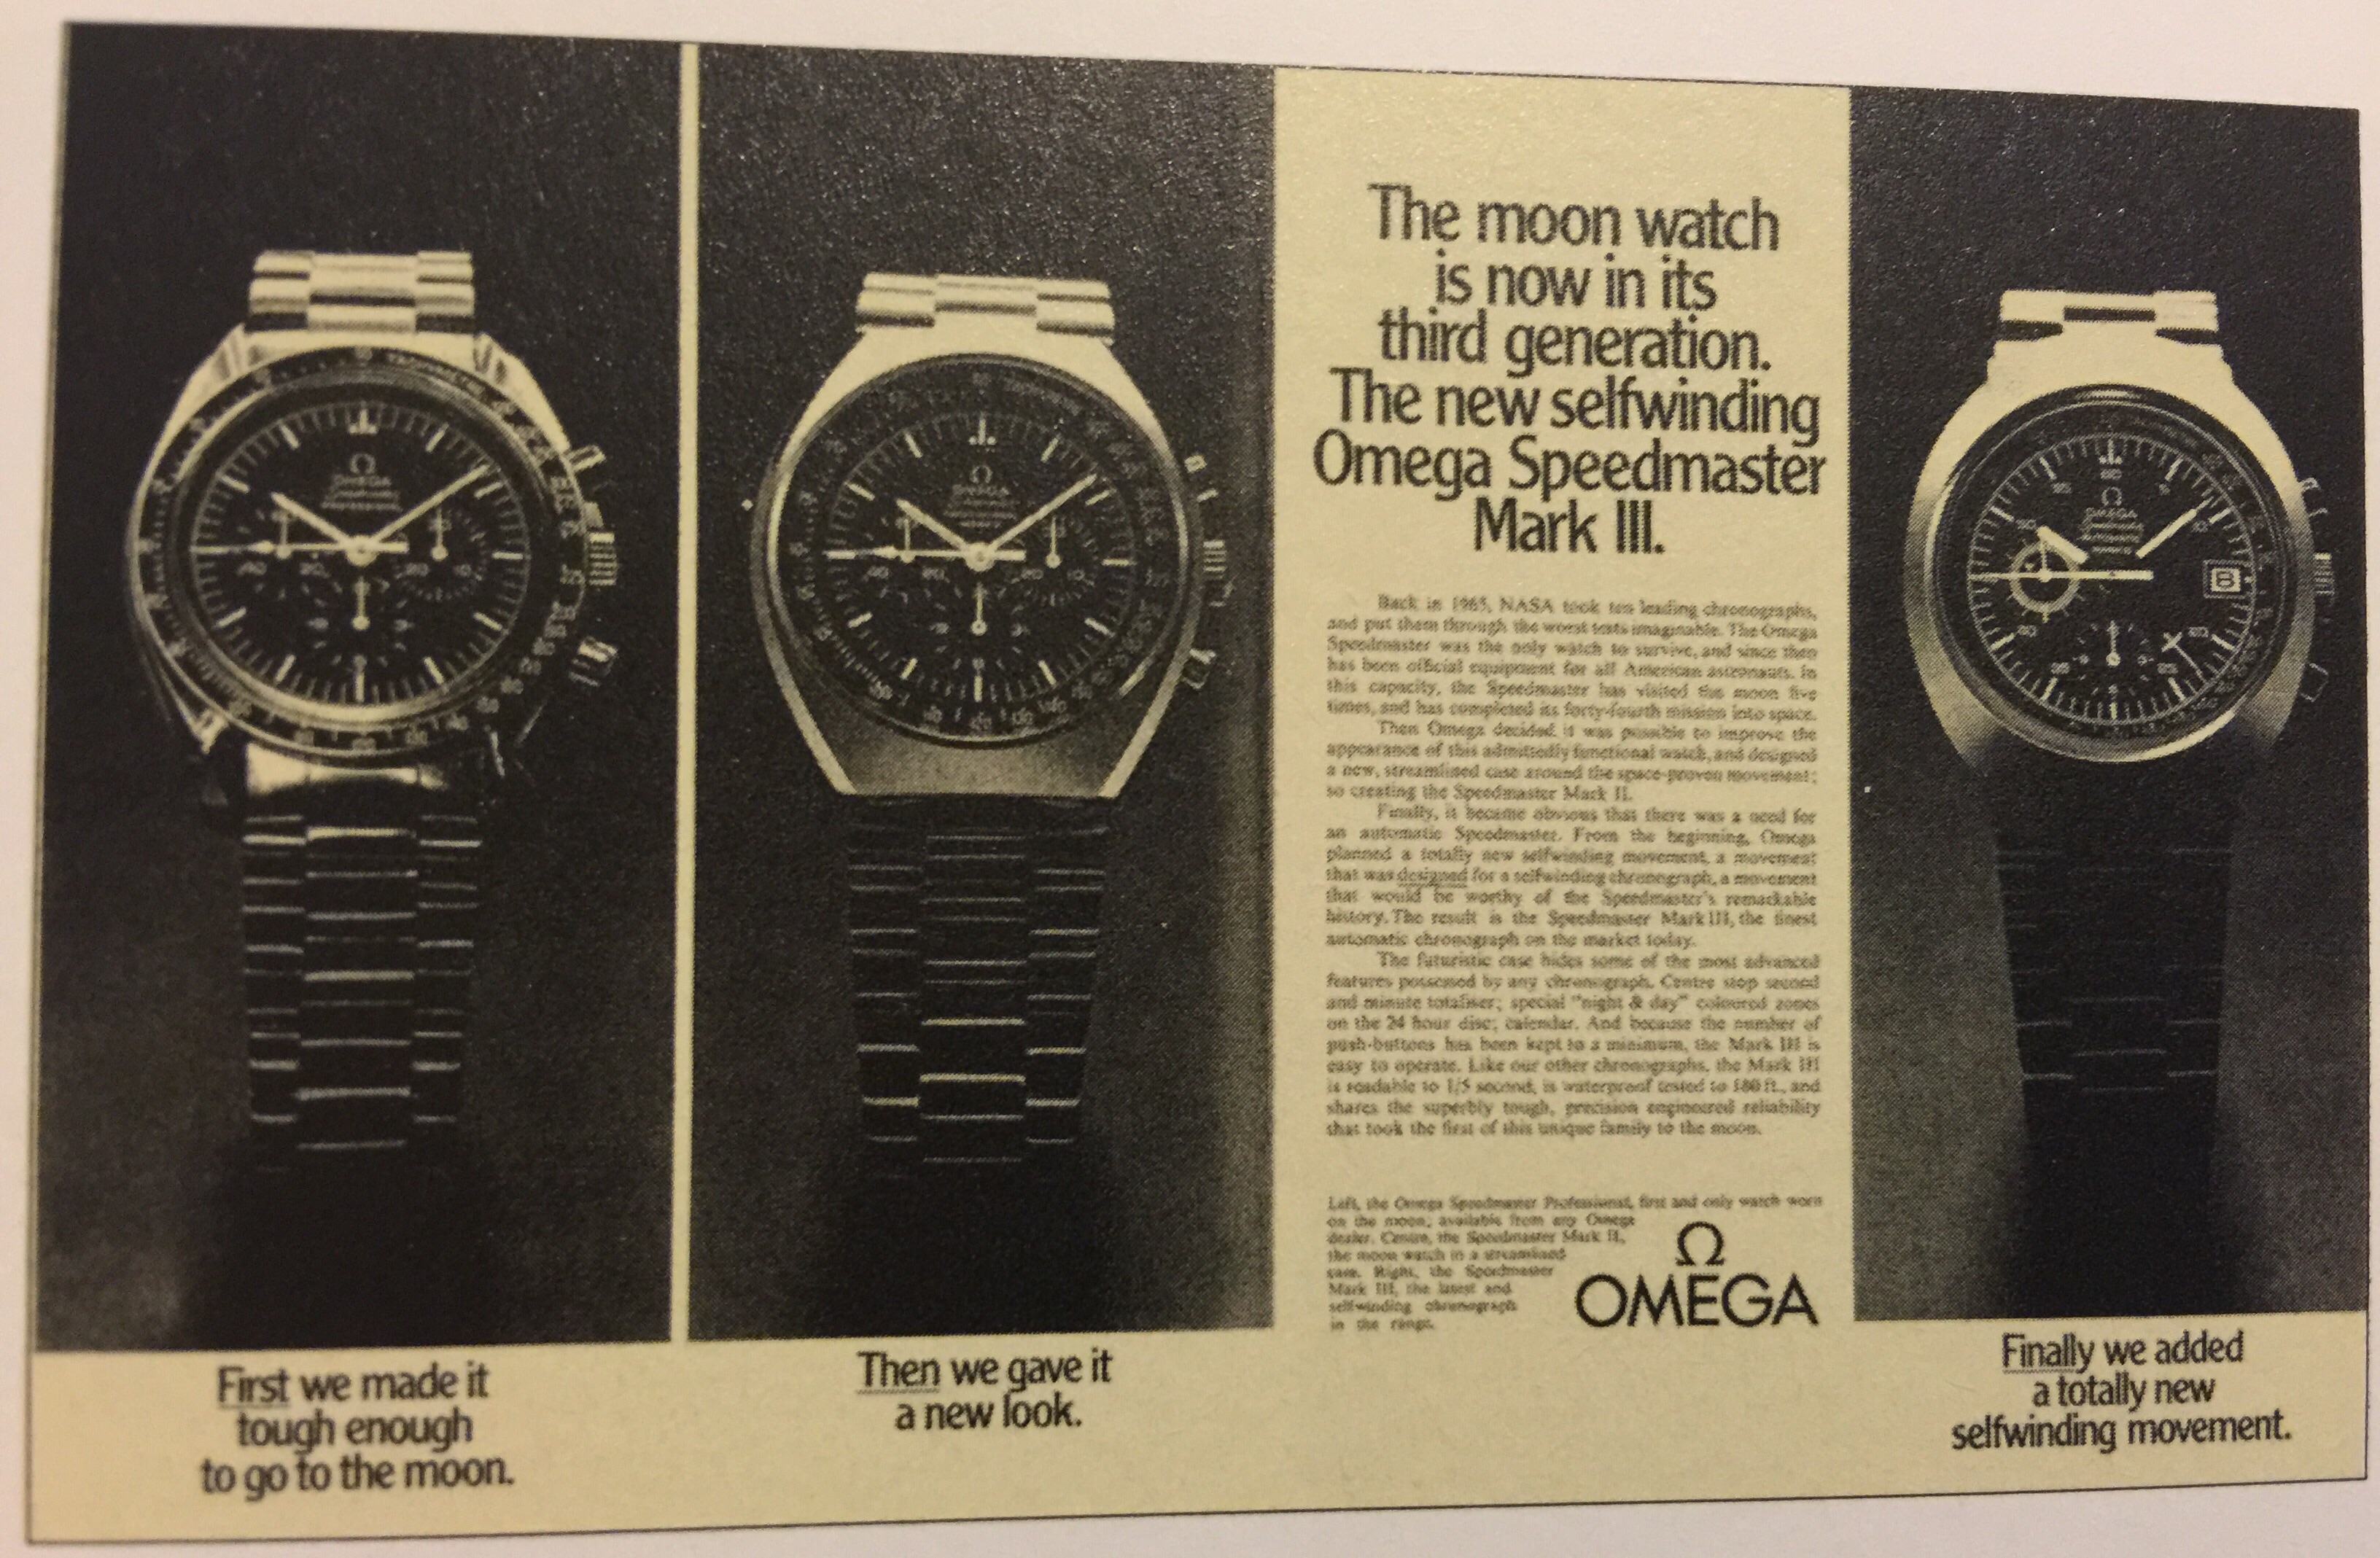 The moon watch
is now in its
third generation.
The new selfwinding
Omega Speedmaster
Mark III.
Back in 1965, NASA took ten leading chronographs,
and put them through the worst tests imaginable. The Omega
Speedmaster was the only watch to survive, and since then
has been official equipment for all American astronauts. In
this capacity, the Speedmaster has visited the moon five
times, and has completed its forty-fourth mission into space.
Then Omega decided it was possible to improve the
appearance of this admittedly functional watch, and designed
a new, streamlined case around the space-proven movement;
so creating the Speedmaster Mark II.
Finally, it became obvious that there was a need for
an automatic Speedmaster. From the beginning, Omega
planned a totally new selfwinding movement, a movement
that was designed for a selfwinding chronograph, a movement
that would be worthy of the Speedmaster's remarkable
history. The result is the Speedmaster Mark III, the finest
automatic chronograph on the market today.
The futuristic case hides some of the most advanced
features possessed by any chronograph. Centre stop second
and minute totaliser; special "night & day" coloured zones
on the 24 hour disc; calendar. And because the number of
push-buttons has been kept to a minimum, the Mark III is
easy to operate. Like our other chronographs, the Mark III
is readable to 1/5 second, is waterproof tested to 180 ft., and
shares the superbly tough, precision engineered reliability
that took the first of this unique family to the moon.
Left, the Omega Speedmaster Professional, first and only watch worn
on the moon; available from any Omega
dealer. Centre, the Speedmaster Mark II,
the moon watch in a streamlined
case. Right, the Speedmaster
Mark III, the latest and
selfwinding chronograph
in the range.
Ω
OMEGA
First we made it
tough enough
to go to the moon.
Then we gave it
a new look.
Finally we added
a totally new
selfwinding movement.
Ω
OMEGA
Ω
OMEGA
Ω
OMEGA
AUTOMATIC